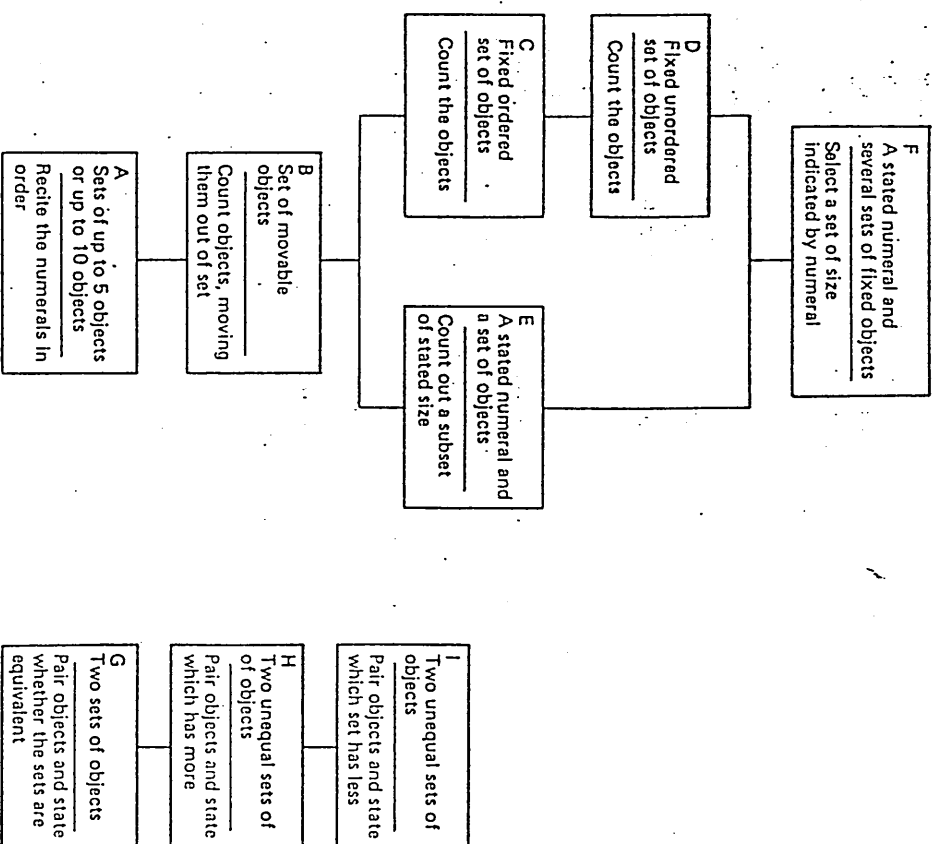 F
A stated numeral and
several sets of fixed objects
Select a set of size
indicated by numeral
D
Fixed unordered
set of objects
Count the objects
C
Fixed ordered
set of objects
Count the objects
E
A stated numeral and
a set of objects
Count out a subset
of stated size
B
Set of movable
objects
Count objects, moving
them out of set
A
Sets of up to 5 objects
or up to 10 objects
Recite the numerals in
order
I
Two unequal sets of
objects
Pair objects and state
which set has less
H
Two unequal sets of
of objects
Pair objects and state
which has more
G
Two sets of objects
Pair objects and state
whether the sets are
equivalent